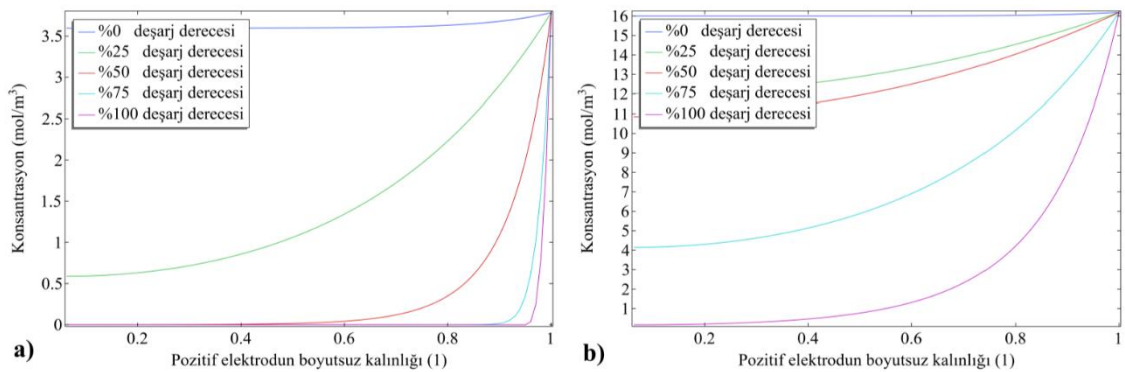 %0 deşarj derecesi
%25 deşarj derecesi
%50 deşarj derecesi
%75 deşarj derecesi
%100 deşarj derecesi
Konsantrasyon (mol/m³)
3.5
3
2.5
2
1.5
1
0.5
0
0.2
0.4
0.6
0.8
1
Pozitif elektrodun boyutsuz kalınlığı (1)
a)
%0 deşarj derecesi
%25 deşarj derecesi
%50 deşarj derecesi
%75 deşarj derecesi
%100 deşarj derecesi
Konsantrasyon (mol/m³)
16
15
14
13
12
11
10
9
8
7
6
5
4
3
2
1
0.2
0.4
0.6
0.8
1
Pozitif elektrodun boyutsuz kalınlığı (1)
b)